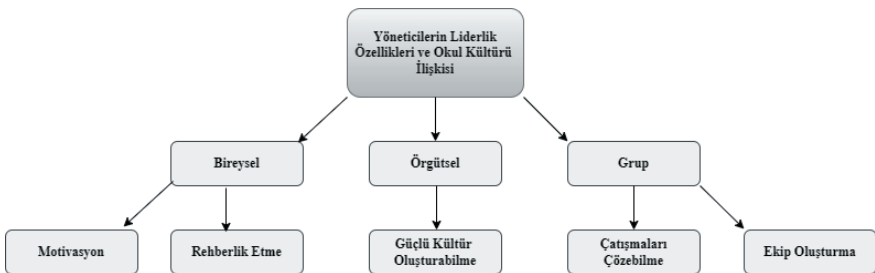 Yöneticilerin Liderlik
Özellikleri ve Okul Kültürü
İlişkisi
Bireysel
Örgütsel
Grup
Motivasyon
Rehberlik Etme
Güçlü Kültür
Oluşturabilme
Çatışmaları
Çözebilme
Ekip Oluşturma